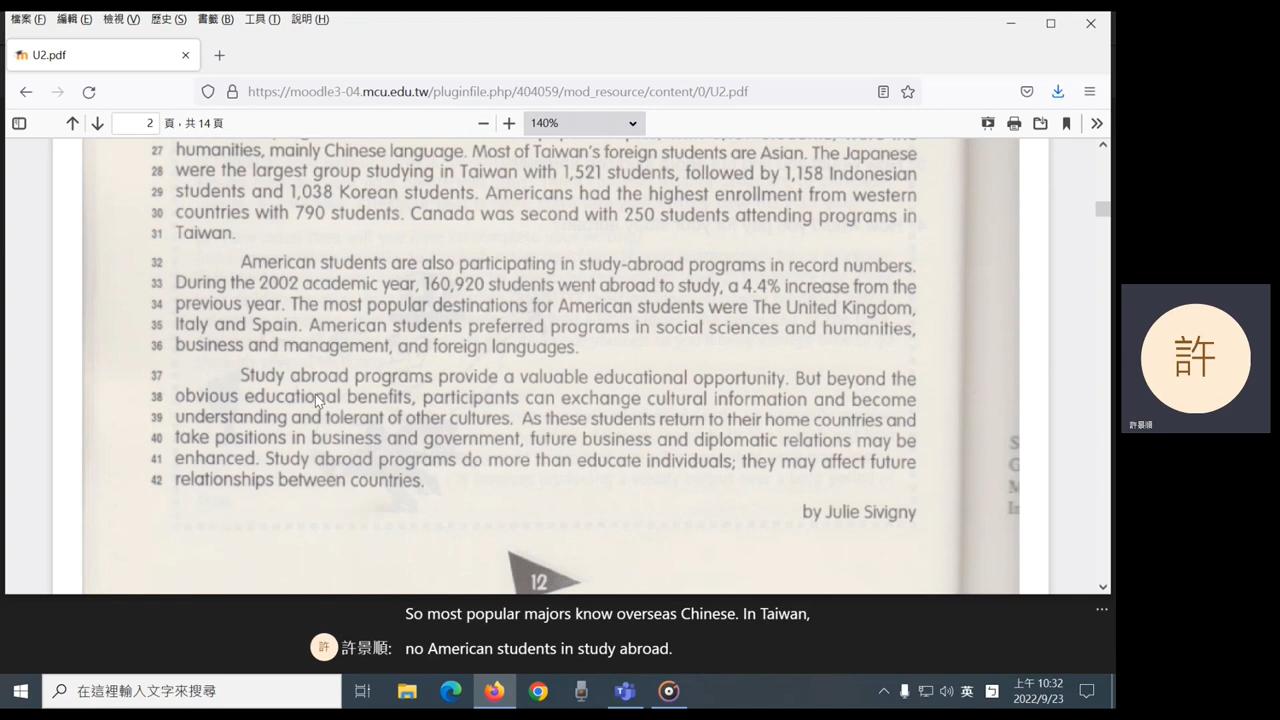 檔案 (F) 編輯 (E) 檢視 (V) 歷史 (S) 書籤 (B) 工具 (T) 說明 (H)
U2.pdf
https://moodle3-04.mcu.edu.tw/pluginfile.php/404059/mod_resource/content/0/U2.pdf
2 頁，共 14 頁 140%
27 humanities, mainly Chinese language. Most of Taiwan's foreign students are Asian. The Japanese
28 were the largest group studying in Taiwan with 1,521 students, followed by 1,158 Indonesian
29 students and 1,038 Korean students. Americans had the highest enrollment from western
30 countries with 790 students. Canada was second with 250 students attending programs in
31 Taiwan.
32 American students are also participating in study-abroad programs in record numbers.
33 During the 2002 academic year, 160,920 students went abroad to study, a 4.4% increase from the
34 previous year. The most popular destinations for American students were The United Kingdom,
35 Italy and Spain. American students preferred programs in social sciences and humanities,
36 business and management, and foreign languages.
37 Study abroad programs provide a valuable educational opportunity. But beyond the
38 obvious educational benefits, participants can exchange cultural information and become
39 understanding and tolerant of other cultures. As these students return to their home countries and
40 take positions in business and government, future business and diplomatic relations may be
41 enhanced. Study abroad programs do more than educate individuals; they may affect future
42 relationships between countries.
by Julie Sivigny
12
許
許景順
So most popular majors know overseas Chinese. In Taiwan,
許 許景順: no American students in study abroad.
在這裡輸入文字來搜尋
英
上午 10:32
2022/9/23